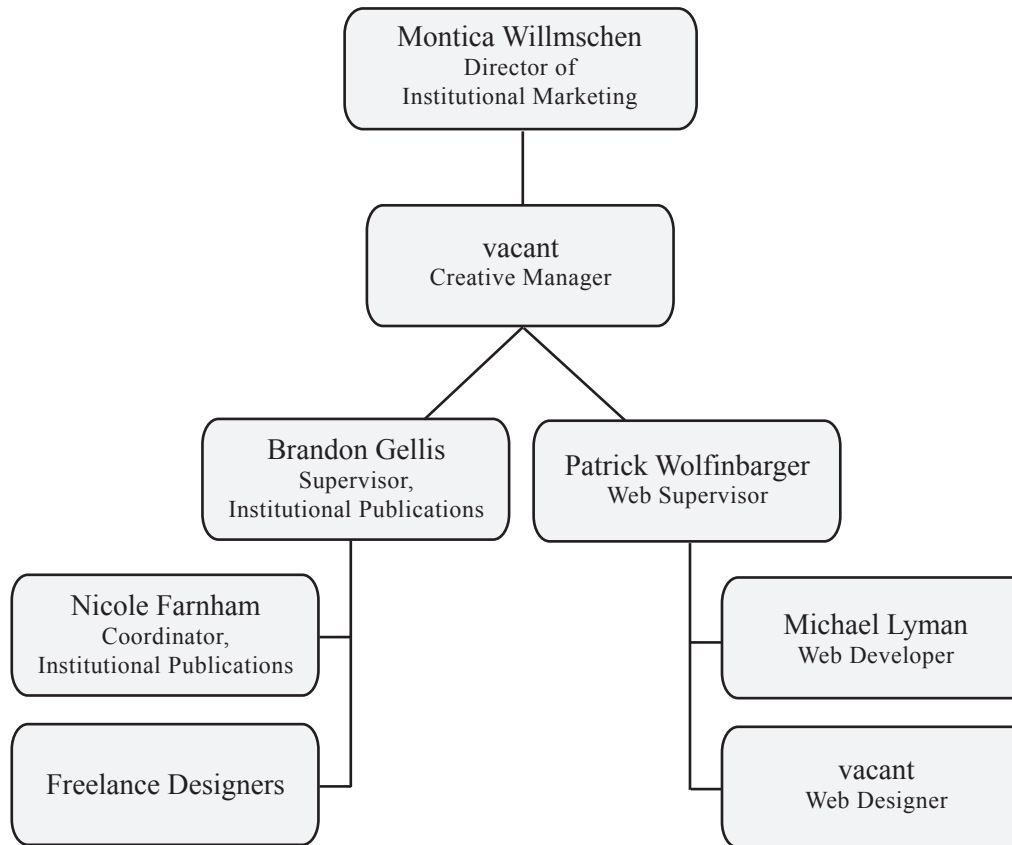 Montica Willmschen
Director of
Institutional Marketing
vacant
Creative Manager
Brandon Gellis
Supervisor,
Institutional Publications
Patrick Wolfinbarger
Web Supervisor
Nicole Farnham
Coordinator,
Institutional Publications
Michael Lyman
Web Developer
Freelance Designers
vacant
Web Designer